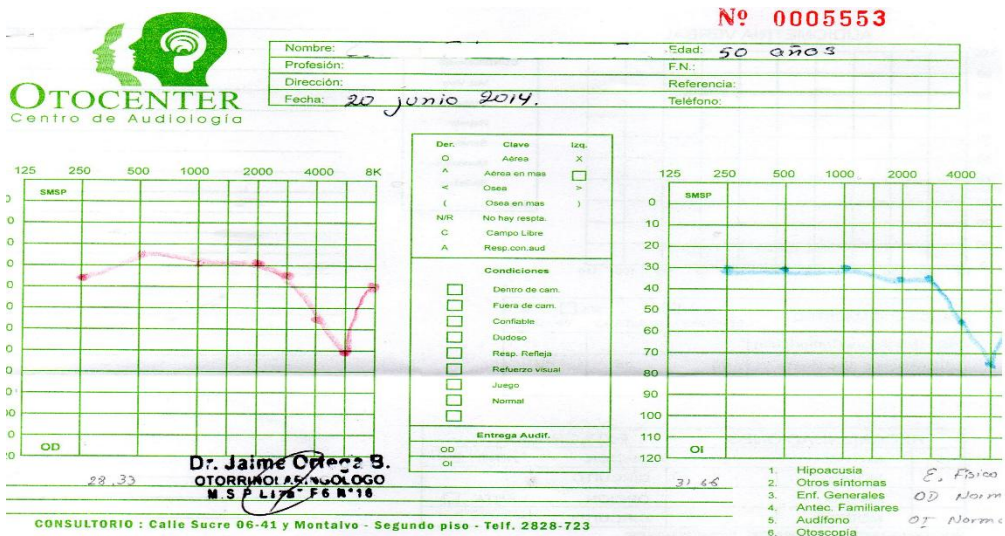 Nº 0005553
OTOCENTER
Centro de Audiología
Nombre:
Edad: 50 años
Profesión:
F.N.:
Dirección:
Referencia:
Fecha: 20 junio 2014.
Teléfono:
Der. Clave Izq.
O Aérea X
^ Aérea en mas
< Osea >
( Osea en mas )
N/R No hay respta.
C Campo Libre
A Resp.con.aud
Condiciones
Dentro de cam.
Fuera de cam.
Confiable
Dudoso
Resp. Refleja
Refuerzo visual
Juego
Normal
Entrega Audif.
OD
OI
125 250 500 1000 2000 4000 8K
SMSP
OD
125 250 500 1000 2000 4000
SMSP
0
10
20
30
40
50
60
70
80
90
100
110
120
OI
28.33
31 66
Dr. Jaime Ortega B.
OTORRINOLARINGOLOGO
M.S.P.
CONSULTORIO : Calle Sucre 06-41 y Montalvo - Segundo piso - Telf. 2828-723
1. Hipoacusia
2. Otros síntomas
3. Enf. Generales
4. Antec. Familiares
5. Audífono
6. Otoscopía
E. Físico
OD Norm
OI Norma